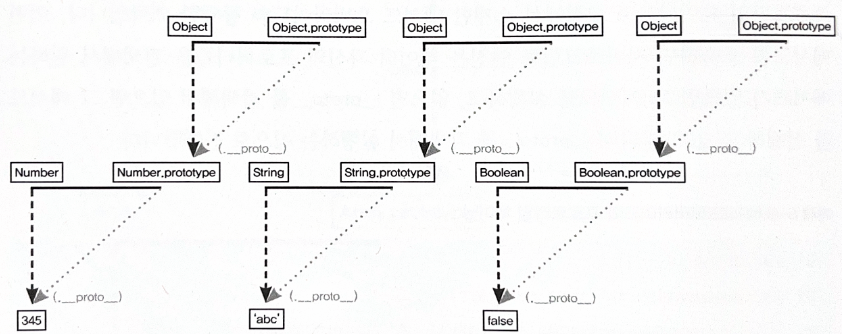 Object Object.prototype Object Object.prototype Object Object.prototype
(.__proto__) (.__proto__) (.__proto__)
Number Number.prototype String String.prototype Boolean Boolean.prototype
(.__proto__) (.__proto__) (.__proto__)
345 'abc' false